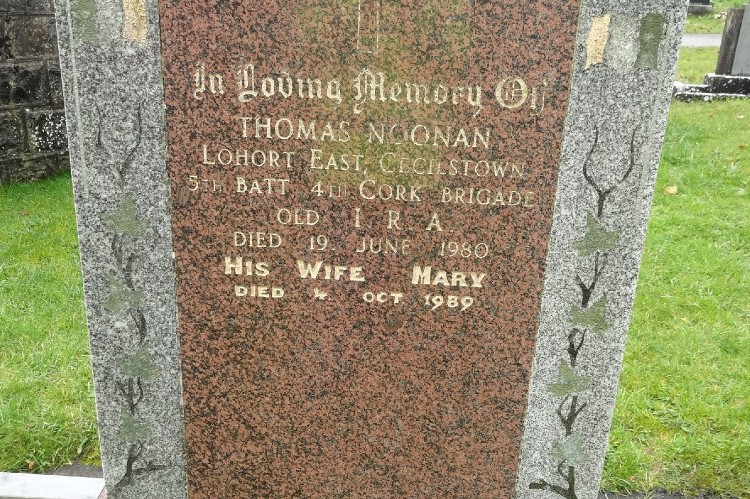 In Loving Memory Of
THOMAS NOONAN
LOHORT EAST, CECILSTOWN
5TH BATT 4TH CORK BRIGADE
OLD I R A.
DIED 19. JUNE 1980
HIS WIFE MARY
DIED 4 OCT 1989